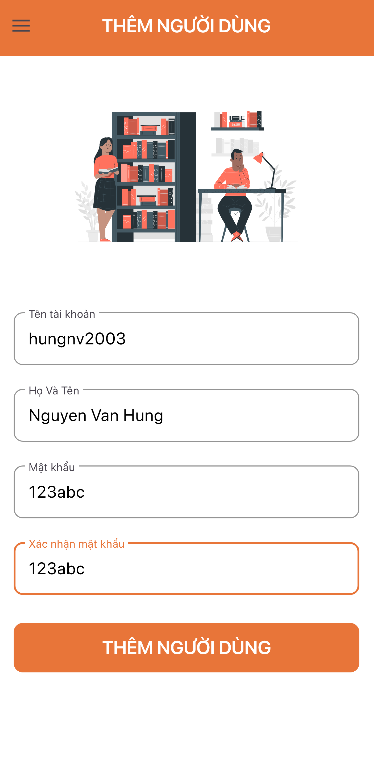 THÊM NGƯỜI DÙNG
Tên tài khoản
hungnv2003
Họ Và Tên
Nguyen Van Hung
Mật khẩu
123abc
Xác nhận mật khẩu
123abc
THÊM NGƯỜI DÙNG